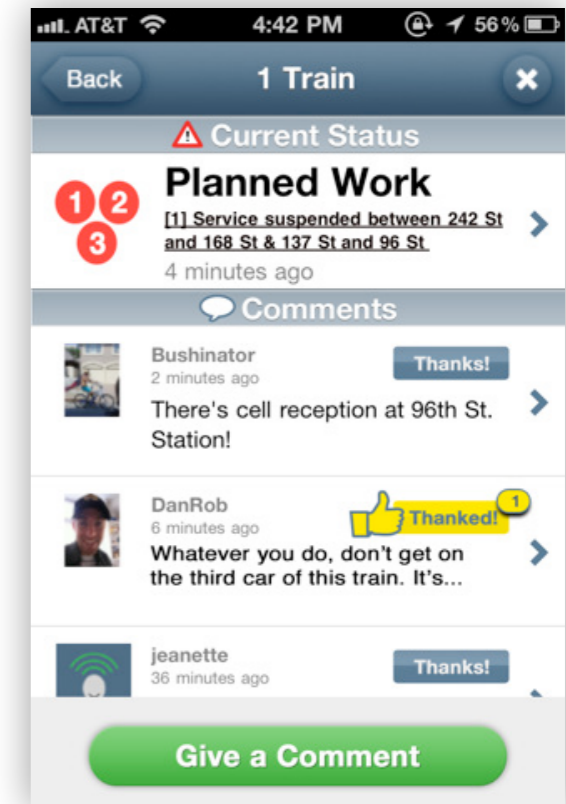 AT&T 4:42 PM 56%
Back 1 Train
Current Status
1 2
3
Planned Work
[1] Service suspended between 242 St
and 168 St & 137 St and 96 St
4 minutes ago
Comments
Bushinator
Thanks!
2 minutes ago
There's cell reception at 96th St.
Station!
DanRob
Thanked! 1
6 minutes ago
Whatever you do, don't get on
the third car of this train. It's...
jeanette
Thanks!
36 minutes ago
Give a Comment